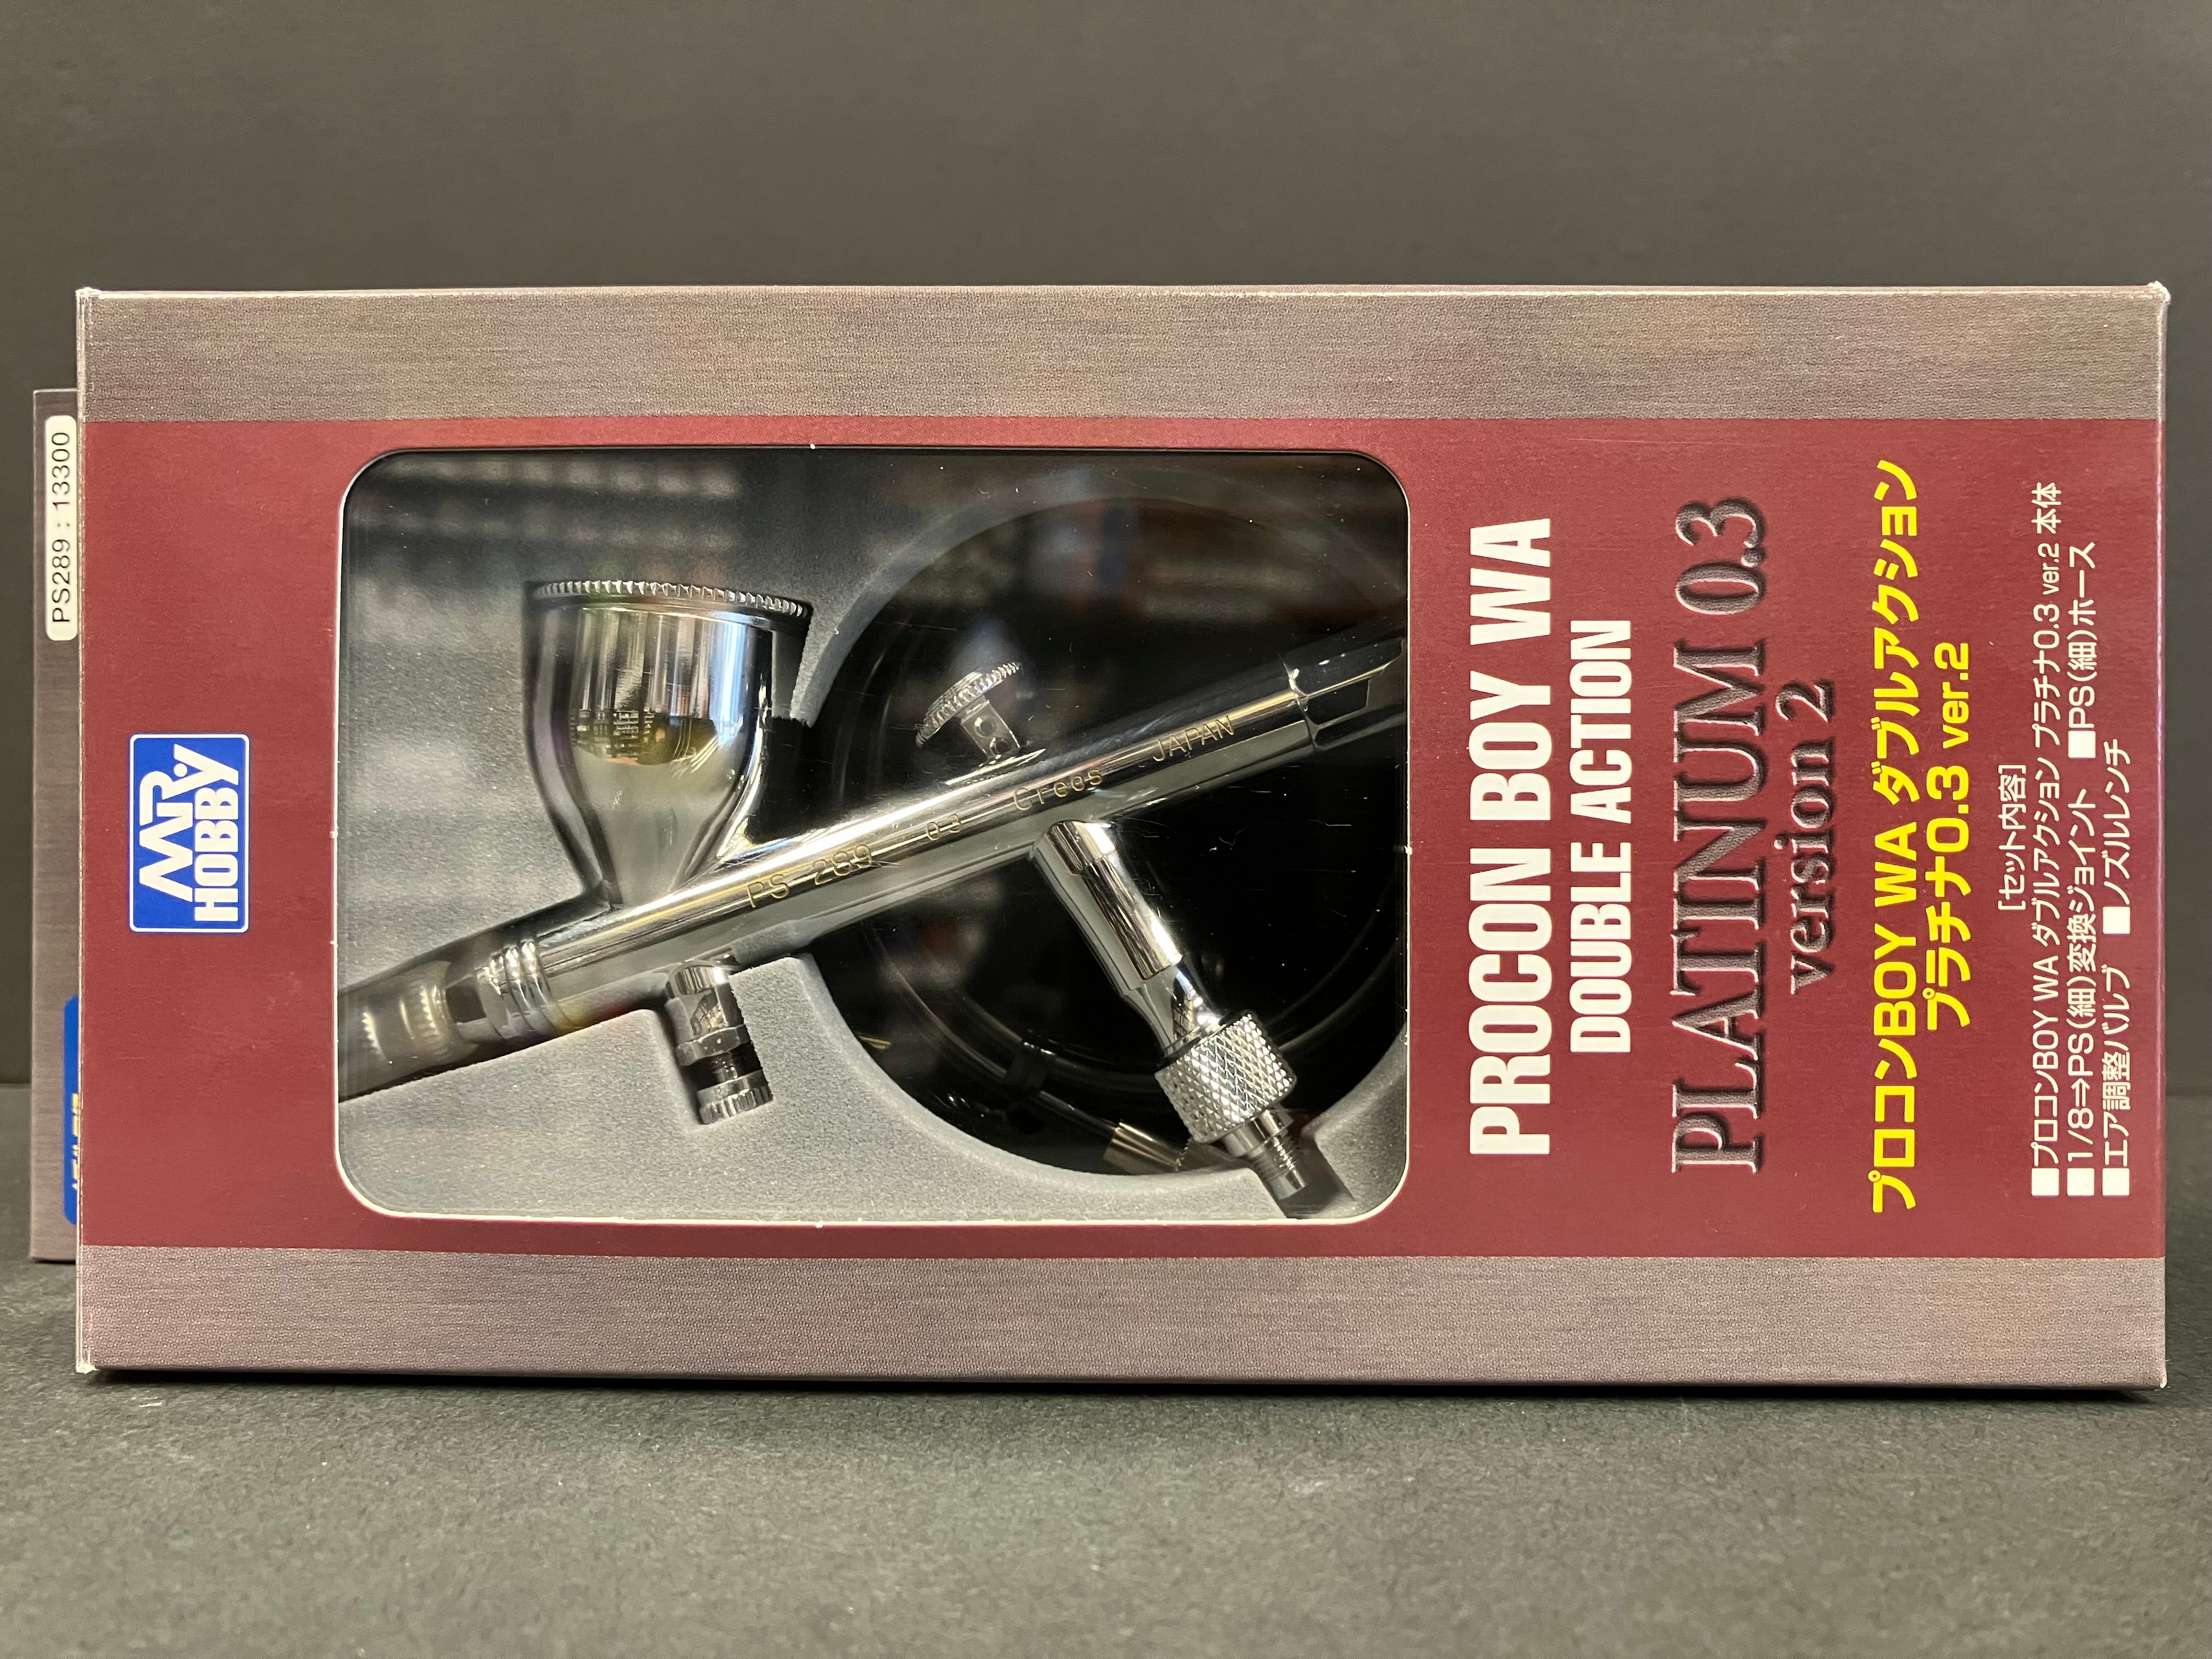 PS289 : 13300
MR.
HOBBY
PS-289 03 Creos JAPAN
PROCON BOY WA
DOUBLE ACTION
PLATINUM 0.3
version 2
プロコンBOY WA ダブルアクション
プラチナ0.3 ver.2
[セット内容]
■プロコンBOY WA ダブルアクション プラチナ0.3 ver.2 本体
■1/8⇒PS(細)変換ジョイント ■PS(細)ホース
■エア調整バルブ ■ノズルレンチ